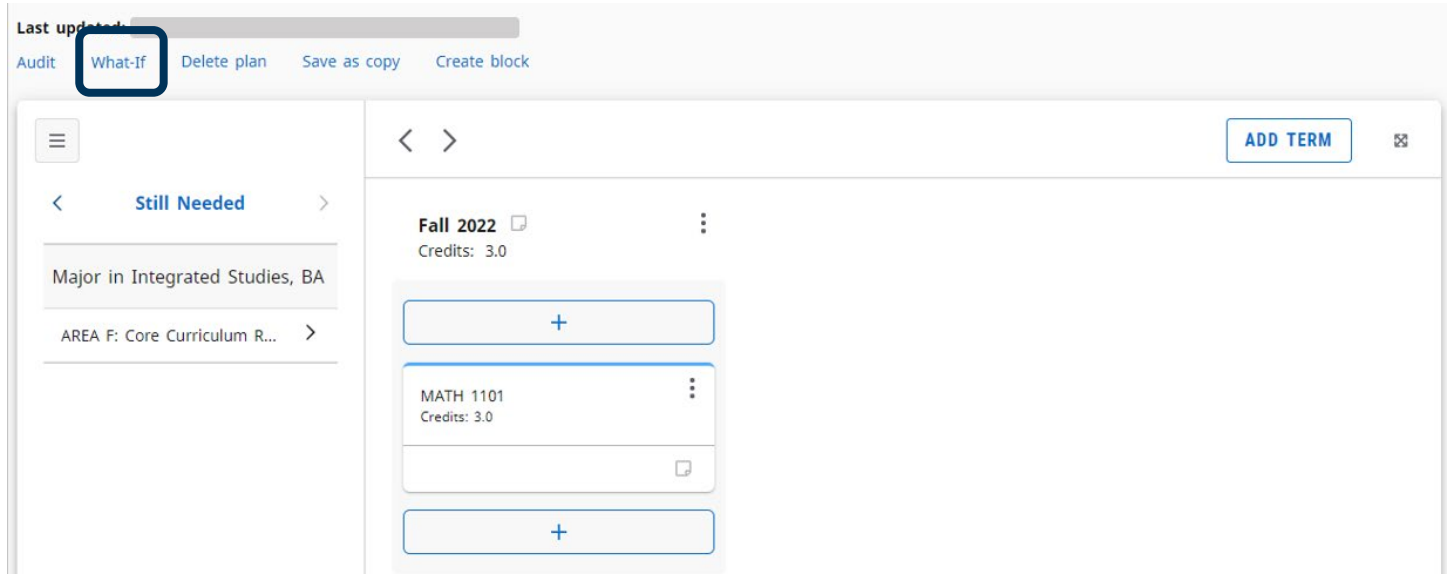 Last updated:
Audit What-If Delete plan Save as copy Create block
ADD TERM
Still Needed
Major in Integrated Studies, BA
AREA F: Core Curriculum R...
Fall 2022
Credits: 3.0
+
MATH 1101
Credits: 3.0
+